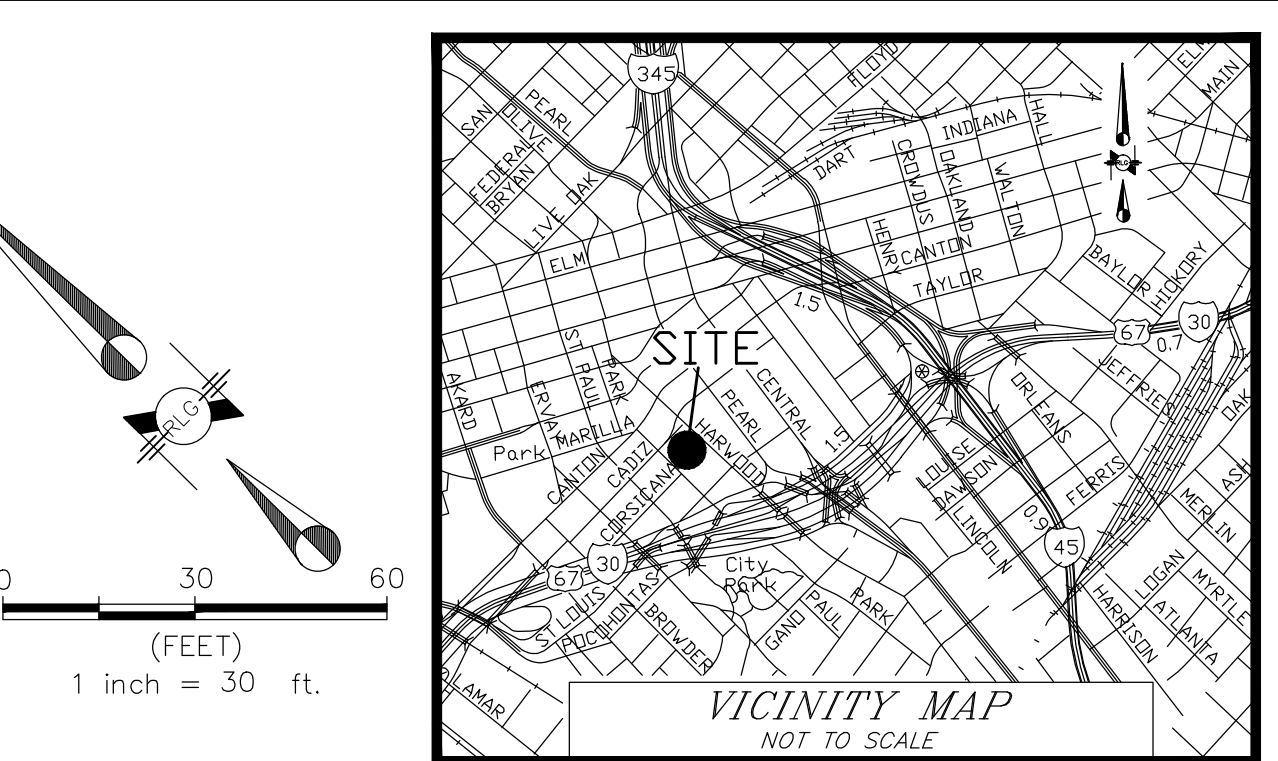 345
FLOYD
ELM
MAIN
SAN
PEARL
OLIVE
FEDERAL
BRYAN
LIVE OAK
DART
INDIANA
HALL
CROWDUS
OAKLAND
WALTON
HENRY
CANTON
TAYLOR
BAYLOR
HICKORY
RLG
ELM
1.5
67
30
0.7
SITE
ST PAUL
PARK
AKARD
ERVAY
MARILLA
Park
CANTON
CADIZ
CORSICANA
HARWOOD
PEARL
CENTRAL
1.5
JEFFRIES
OAK
ORLEANS
LOUISE
DAWSON
LINCOLN
FERRIS
ASH
MERLIN
0.9
45
LOGAN
MYRTLE
ATLANTA
HARRISON
67
30
City
Park
ST LOUIS
POCOHONTAS
BROWDER
GANO
PAUL
PARK
LAMAR
RLG
0 30 60
(FEET)
1 inch = 30 ft.
VICINITY MAP
NOT TO SCALE